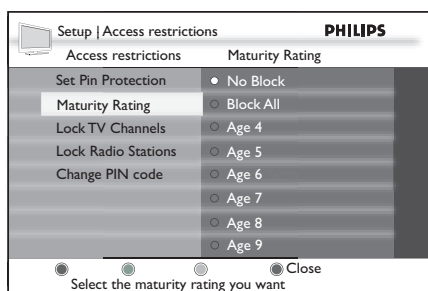 Setup | Access restrictions PHILIPS
Access restrictions Maturity Rating
Set Pin Protection No Block
Maturity Rating Block All
Lock TV Channels Age 4
Lock Radio Stations Age 5
Change PIN code Age 6
Age 7
Age 8
Age 9
Close
Select the maturity rating you want